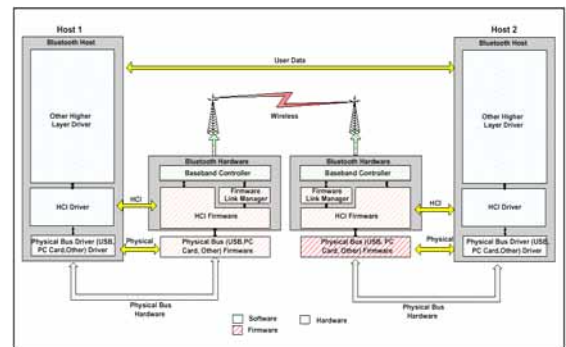 Host 1
Host 2
Bluetooth Host
Bluetooth Host
User Data
Other Higher
Layer Driver
Other Higher
Layer Driver
Wireless
Bluetooth Hardware
Bluetooth Hardware
Baseband Controller
Baseband Controller
Firmware
Link Manager
Firmware
Link Manager
HCI Driver
HCI
HCI Firmware
HCI Firmware
HCI
HCI Driver
Physical Bus Driver (USB,
PC Card,Other) Driver
Physical
Physical Bus (USB,PC
Card, Other) Firmware
Physical Bus (USB,PC
Card, Other) Firmware
Physical
Physical Bus Driver (USB,
PC Card,Other) Driver
Physical Bus
Hardware
Physical Bus
Hardware
Software
Hardware
Firmware